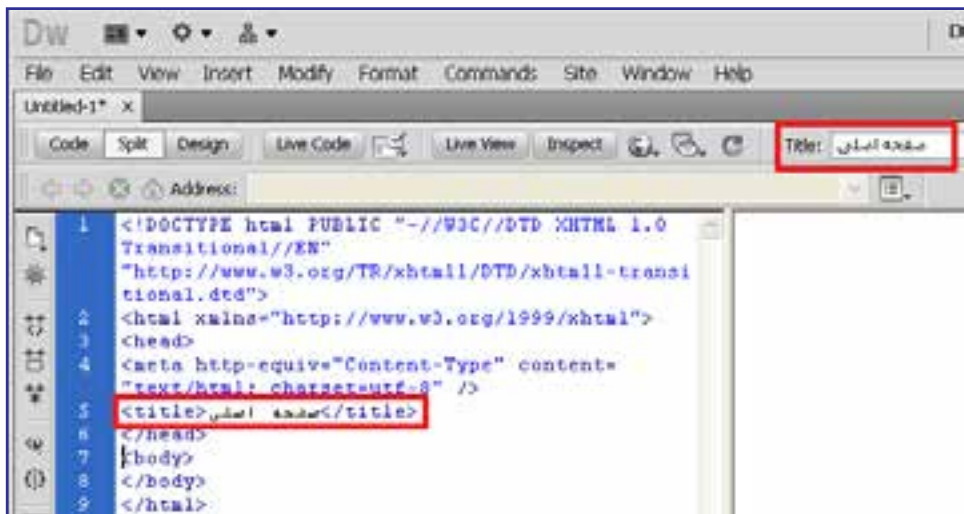 Dw
D
File Edit View Insert Modify Format Commands Site Window Help
Untitled-1* ×
Code Split Design Live Code Live View Inspect Title: صفحه اصلی
Address:
1 <!DOCTYPE html PUBLIC "-//W3C//DTD XHTML 1.0
Transitional//EN"
"http://www.w3.org/TR/xhtml1/DTD/xhtml1-transi
tional.dtd">
2 <html xmlns="http://www.w3.org/1999/xhtml">
3 <head>
4 <meta http-equiv="Content-Type" content=
"text/html; charset=utf-8" />
5 <title>صفحه اصلی</title>
6 </head>
7 <body>
8 </body>
9 </html>